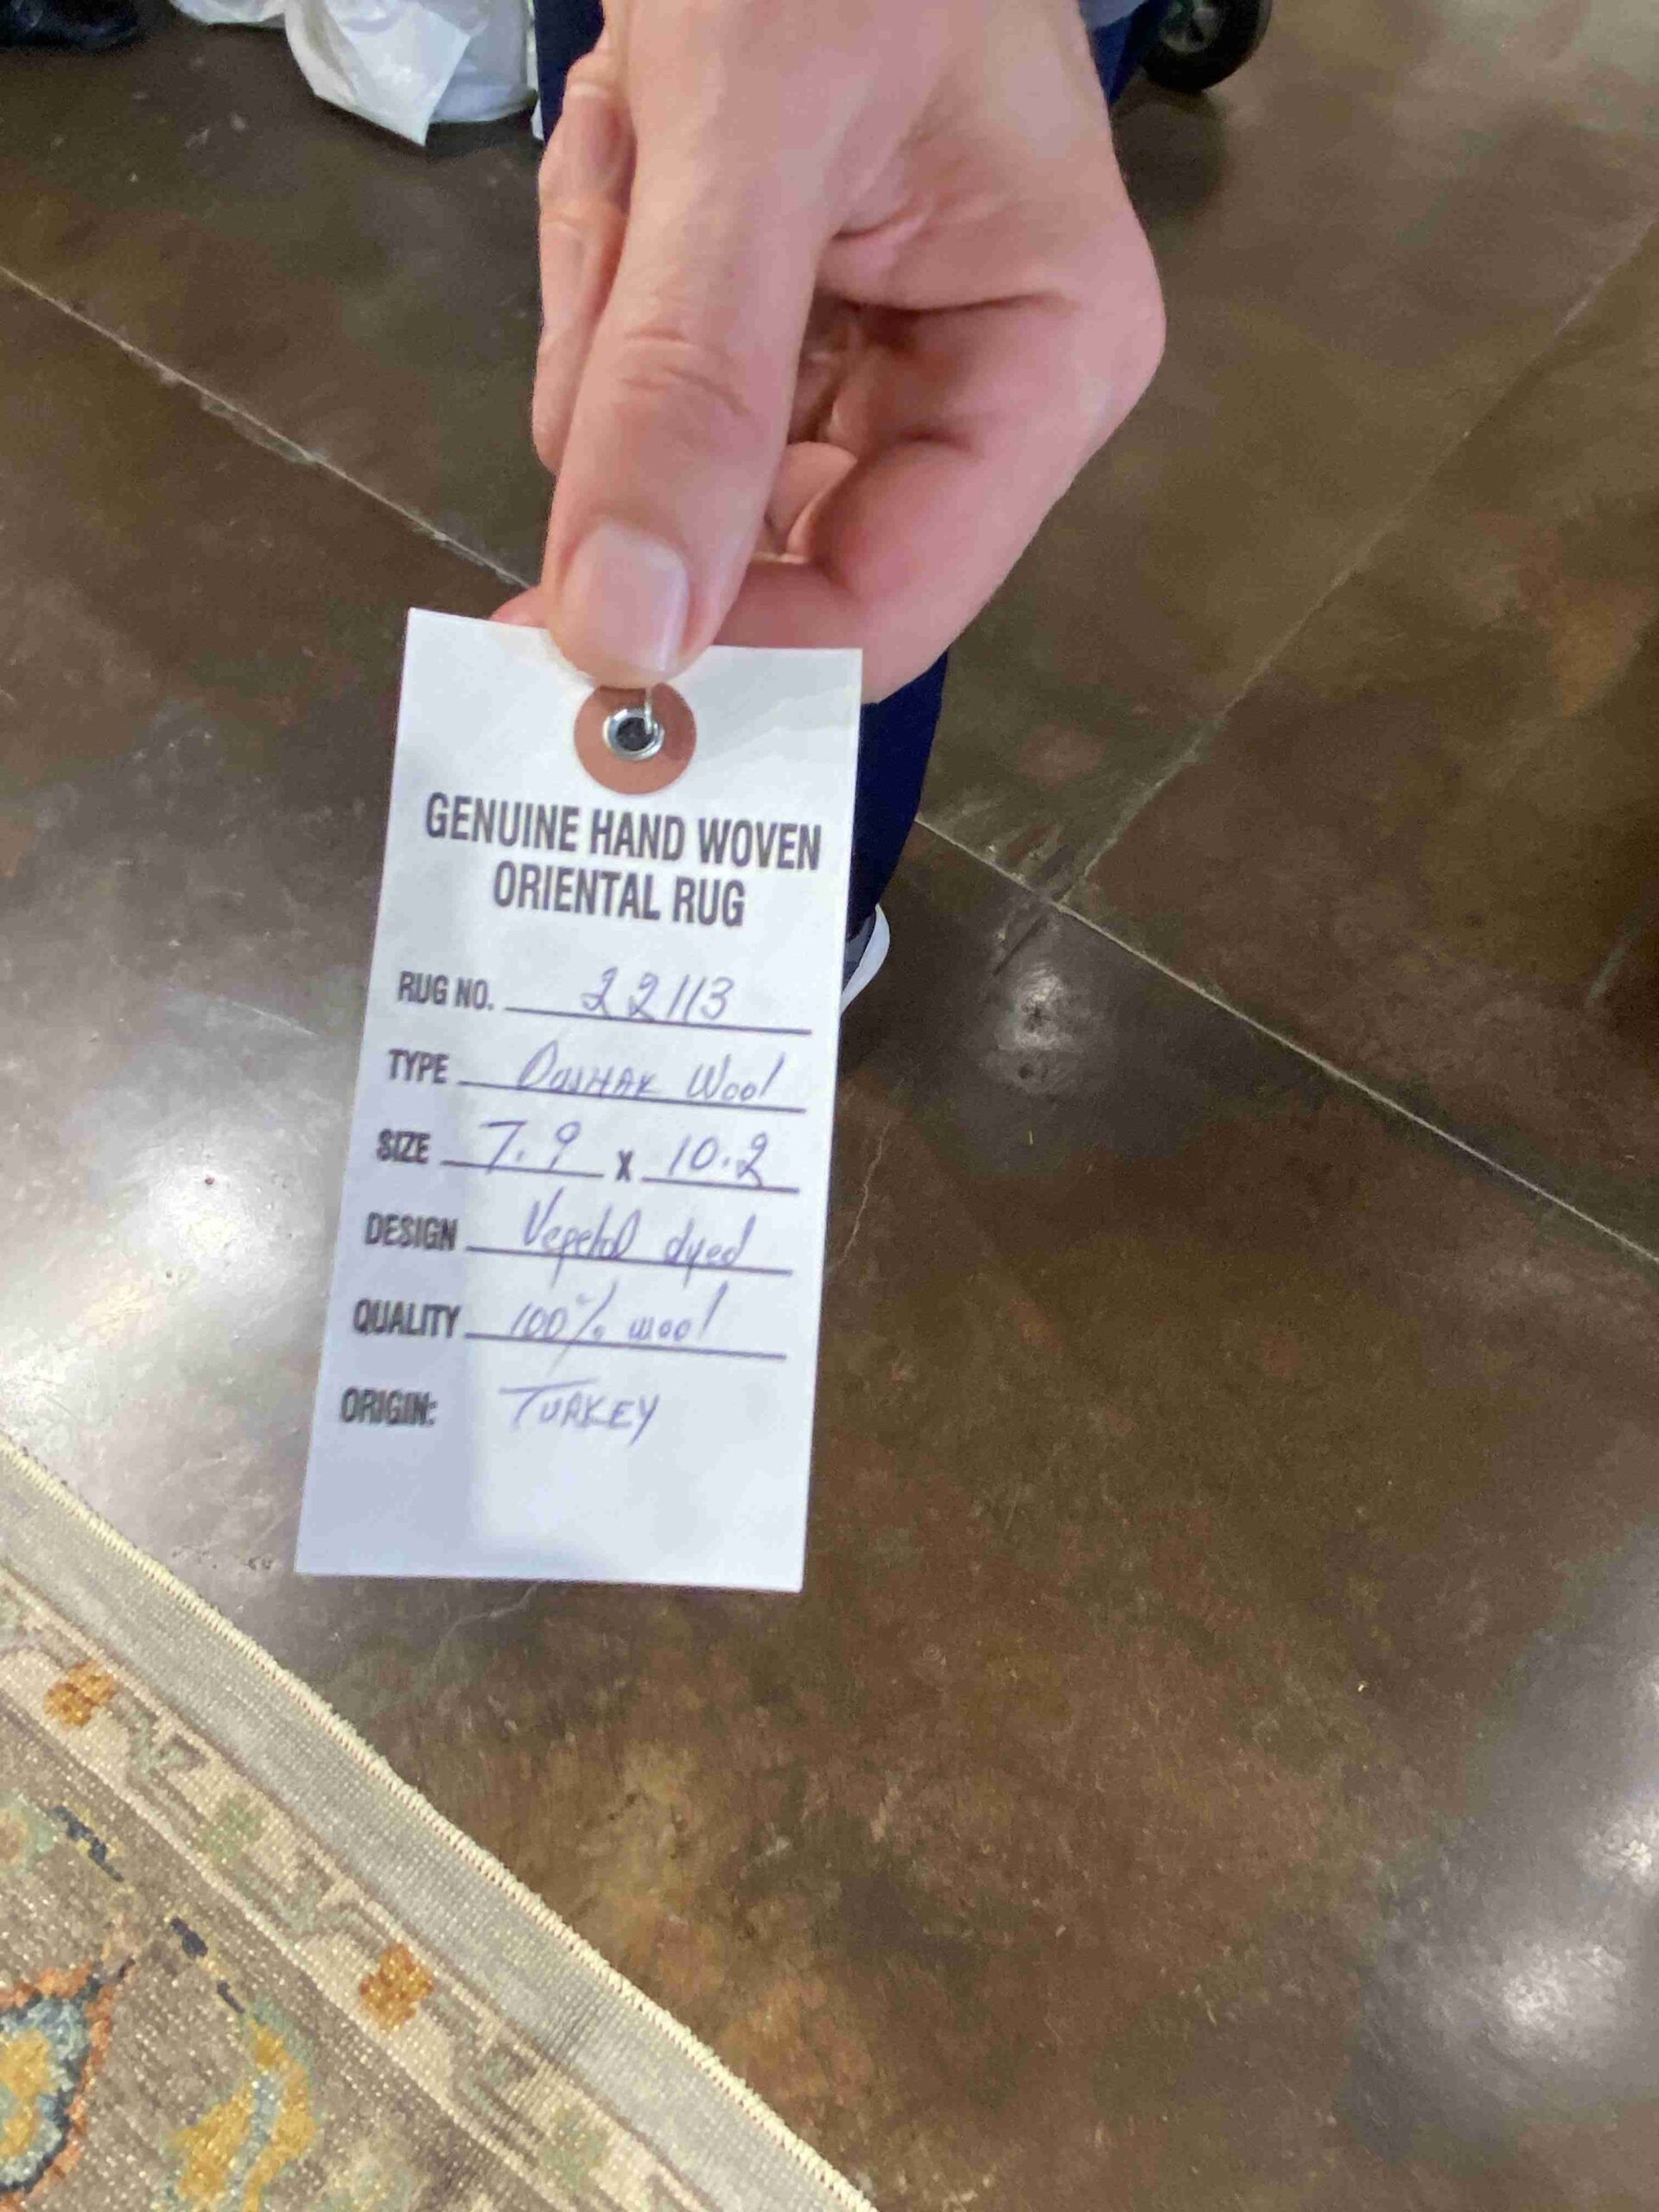 GENUINE HAND WOVEN
ORIENTAL RUG
RUG NO. 22113
TYPE Wool
SIZE 7.9 x 10.2
DESIGN Vegetal dyed
QUALITY 100% wool
ORIGIN: TURKEY